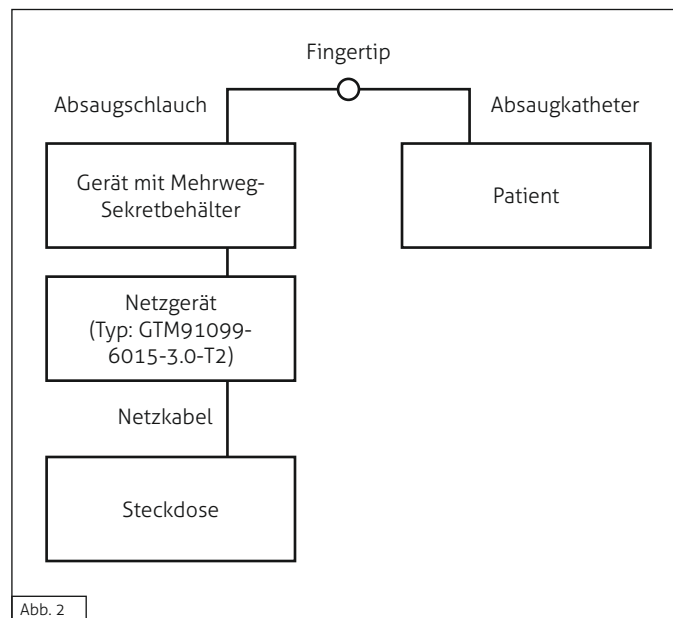 Fingertip
Absaugschlauch
Absaugkatheter
Gerät mit Mehrweg-
Sekretbehälter
Patient
Netzgerät
(Typ: GTM91099-
6015-3.0-T2)
Netzkabel
Steckdose
Abb. 2